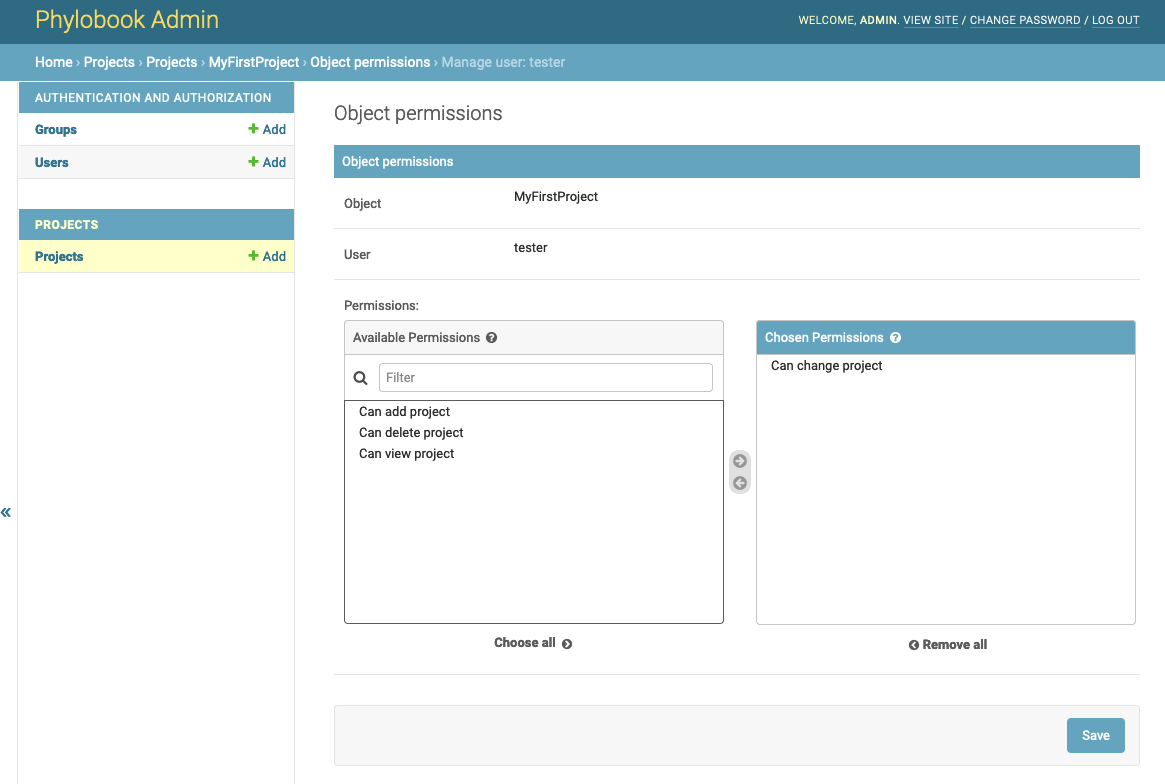 Phylobook Admin
WELCOME, ADMIN. VIEW SITE / CHANGE PASSWORD / LOG OUT
Home › Projects › Projects › MyFirstProject › Object permissions › Manage user: tester
AUTHENTICATION AND AUTHORIZATION
Groups + Add
Users + Add
PROJECTS
Projects + Add
«
Object permissions
Object permissions
Object MyFirstProject
User tester
Permissions:
Available Permissions ?
Filter
Can add project
Can delete project
Can view project
Choose all
Chosen Permissions ?
Can change project
Remove all
Save